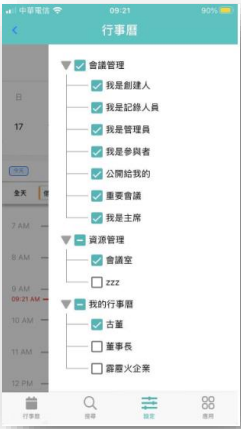 中華電信
09:21
90%
行事曆
日
17
全天
7 AM
8 AM
9 AM
09:21 AM
10 AM
11 AM
12 PM
會議管理
我是創建人
我是記錄人員
我是管理員
我是參與者
公開給我的
重要會議
我是主席
資源管理
會議室
zzz
我的行事曆
古董
董事長
霹靂火企業
行事曆
搜尋
篩選
應用